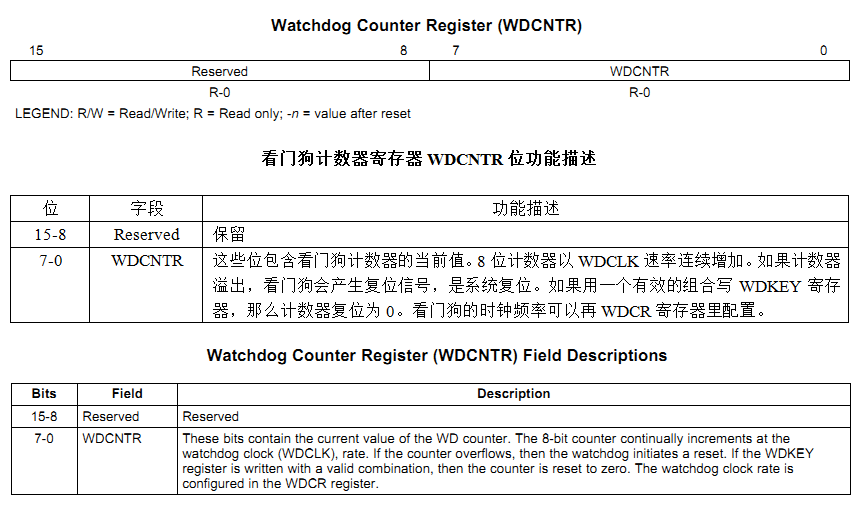 Watchdog Counter Register (WDCNTR)
15 8 7 0
Reserved WDCNTR
R-0 R-0
LEGEND: R/W = Read/Write; R = Read only; -n = value after reset
看门狗计数器寄存器 WDCNTR 位功能描述
位 字段 功能描述
15-8 Reserved 保留
7-0 WDCNTR 这些位包含看门狗计数器的当前值。8 位计数器以 WDCLK 速率连续增加。如果计数器
溢出，看门狗会产生复位信号，是系统复位。如果用一个有效的组合写 WDKEY 寄存
器，那么计数器复位为 0。看门狗的时钟频率可以再 WDCR 寄存器里配置。
Watchdog Counter Register (WDCNTR) Field Descriptions
Bits Field Description
15-8 Reserved Reserved
7-0 WDCNTR These bits contain the current value of the WD counter. The 8-bit counter continually increments at the
watchdog clock (WDCLK), rate. If the counter overflows, then the watchdog initiates a reset. If the WDKEY
register is written with a valid combination, then the counter is reset to zero. The watchdog clock rate is
configured in the WDCR register.